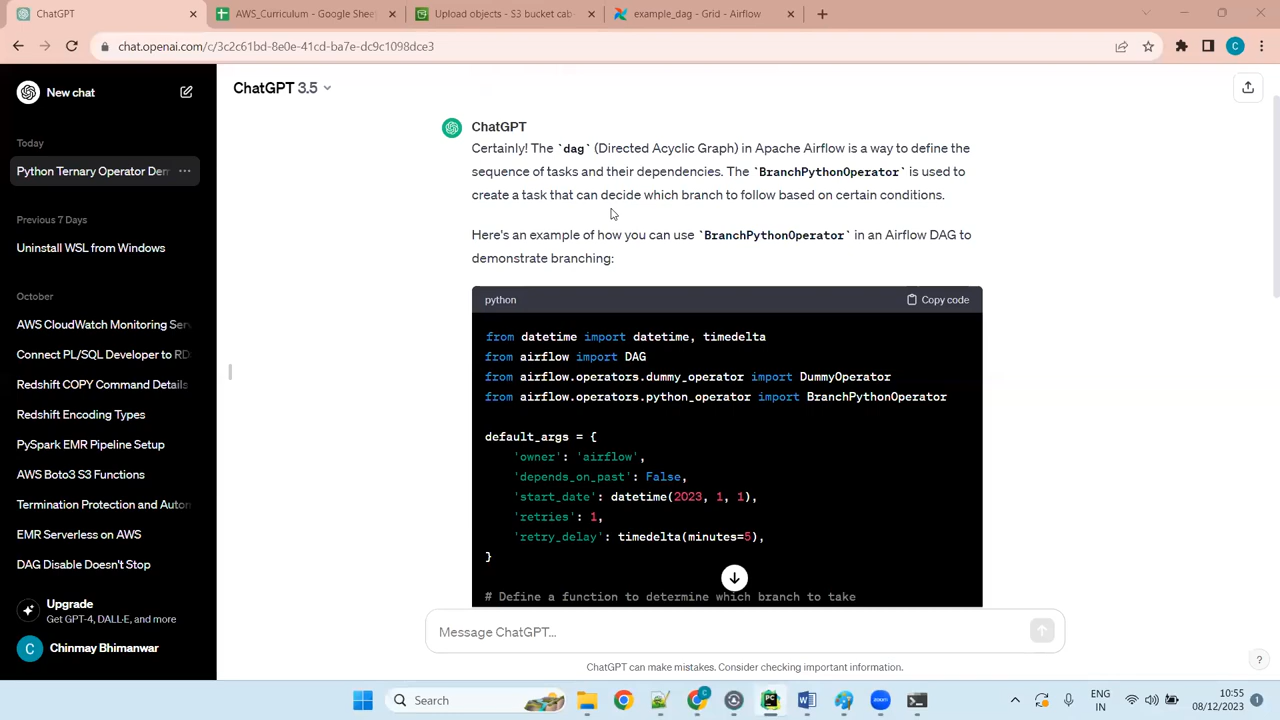 ChatGPT
AWS_Curriculum - Google Sheet
Upload objects - S3 bucket cab
example_dag - Grid - Airflow
chat.openai.com/c/3c2c61bd-8e0e-41cd-ba7e-dc9c1098dce3
C
New chat
Today
Python Ternary Operator Den
Previous 7 Days
Uninstall WSL from Windows
October
AWS CloudWatch Monitoring Serv
Connect PL/SQL Developer to RD
Redshift COPY Command Details
Redshift Encoding Types
PySpark EMR Pipeline Setup
AWS Boto3 S3 Functions
Termination Protection and Auton
EMR Serverless on AWS
DAG Disable Doesn't Stop
Upgrade
Get GPT-4, DALL·E, and more
C
Chinmay Bhimanwar
ChatGPT 3.5
ChatGPT
Certainly! The `dag` (Directed Acyclic Graph) in Apache Airflow is a way to define the
sequence of tasks and their dependencies. The `BranchPythonOperator` is used to
create a task that can decide which branch to follow based on certain conditions.
Here's an example of how you can use `BranchPythonOperator` in an Airflow DAG to
demonstrate branching:
python
Copy code
from datetime import datetime, timedelta
from airflow import DAG
from airflow.operators.dummy_operator import DummyOperator
from airflow.operators.python_operator import BranchPythonOperator
default_args = {
'owner': 'airflow',
'depends_on_past': False,
'start_date': datetime(2023, 1, 1),
'retries': 1,
'retry_delay': timedelta(minutes=5),
}
# Define a function to determine which branch to take
Message ChatGPT...
ChatGPT can make mistakes. Consider checking important information.
?
Search
ENG
IN
10:55
08/12/2023